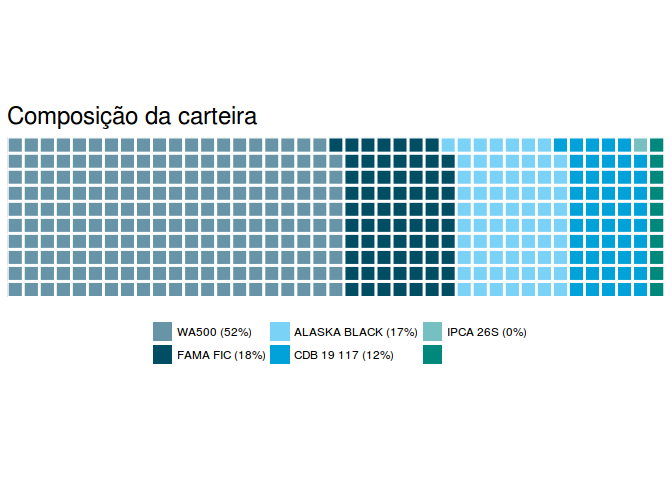 Composição da carteira
WA500 (52%) ALASKA BLACK (17%) IPCA 26S (0%)
FAMA FIC (18%) CDB 19 117 (12%)